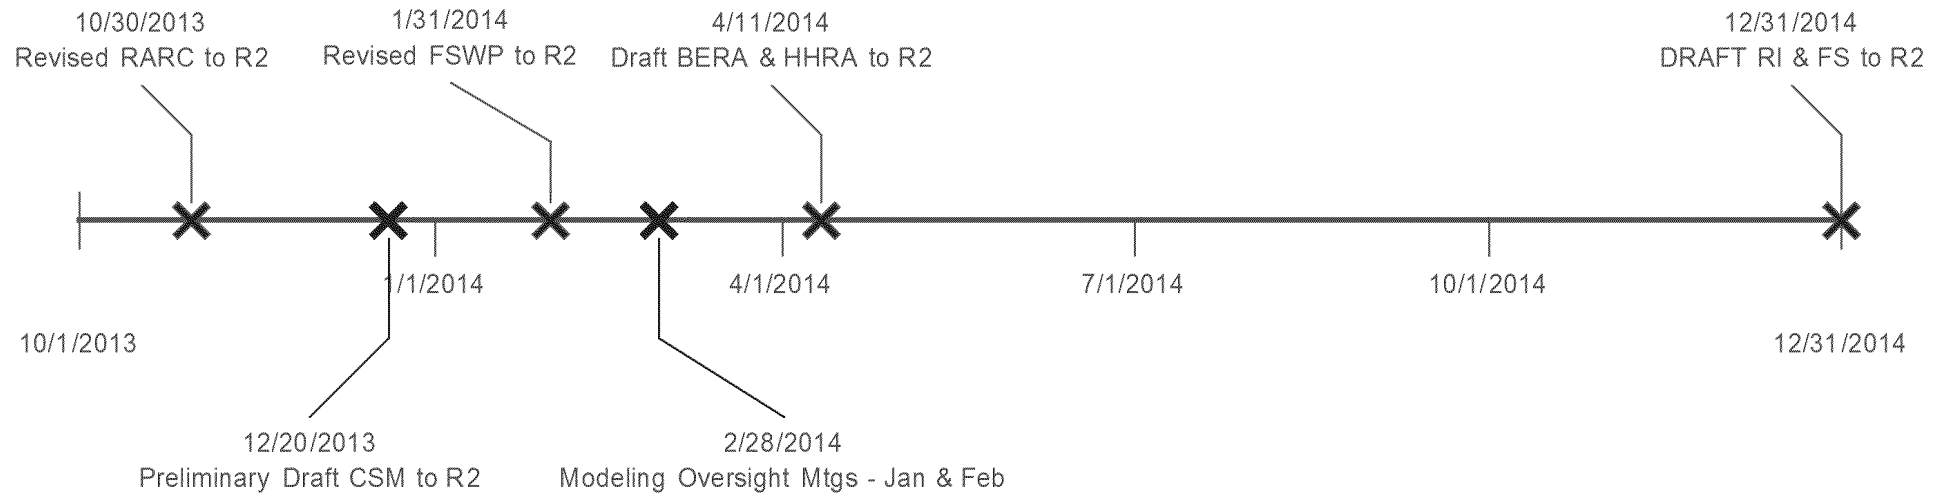 10/30/2013
Revised RARC to R2
1/31/2014
Revised FSWP to R2
4/11/2014
Draft BERA & HHRA to R2
12/31/2014
DRAFT RI & FS to R2
1/1/2014
4/1/2014
7/1/2014
10/1/2014
10/1/2013
12/31/2014
12/20/2013
Preliminary Draft CSM to R2
2/28/2014
Modeling Oversight Mtgs - Jan & Feb